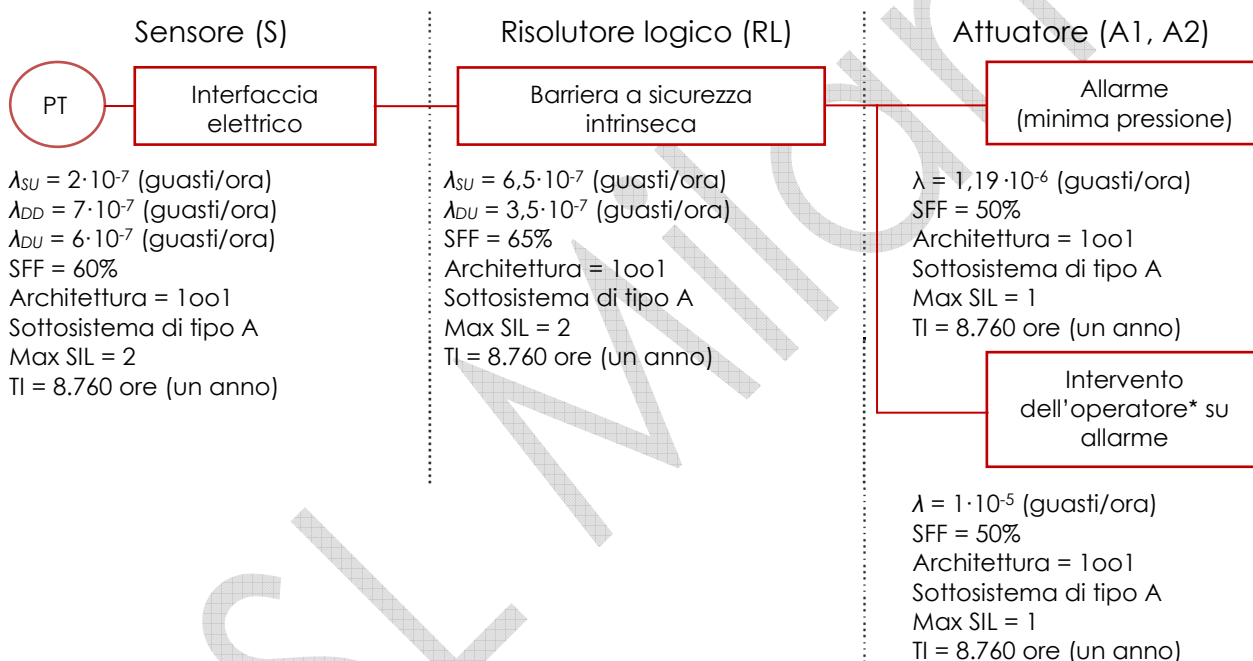 Sensore (S)
PT
Interfaccia
elettrico
λSU = 2·10-7 (guasti/ora)
λDD = 7·10-7 (guasti/ora)
λDU = 6·10-7 (guasti/ora)
SFF = 60%
Architettura = 1oo1
Sottosistema di tipo A
Max SIL = 2
TI = 8.760 ore (un anno)
Risolutore logico (RL)
Barriera a sicurezza
intrinseca
λSU = 6,5·10-7 (guasti/ora)
λDU = 3,5·10-7 (guasti/ora)
SFF = 65%
Architettura = 1oo1
Sottosistema di tipo A
Max SIL = 2
TI = 8.760 ore (un anno)
Attuatore (A1, A2)
Allarme
(minima pressione)
λ = 1,19 ·10-6 (guasti/ora)
SFF = 50%
Architettura = 1oo1
Sottosistema di tipo A
Max SIL = 1
TI = 8.760 ore (un anno)
Intervento
dell'operatore* su
allarme
λ = 1·10-5 (guasti/ora)
SFF = 50%
Architettura = 1oo1
Sottosistema di tipo A
Max SIL = 1
TI = 8.760 ore (un anno)